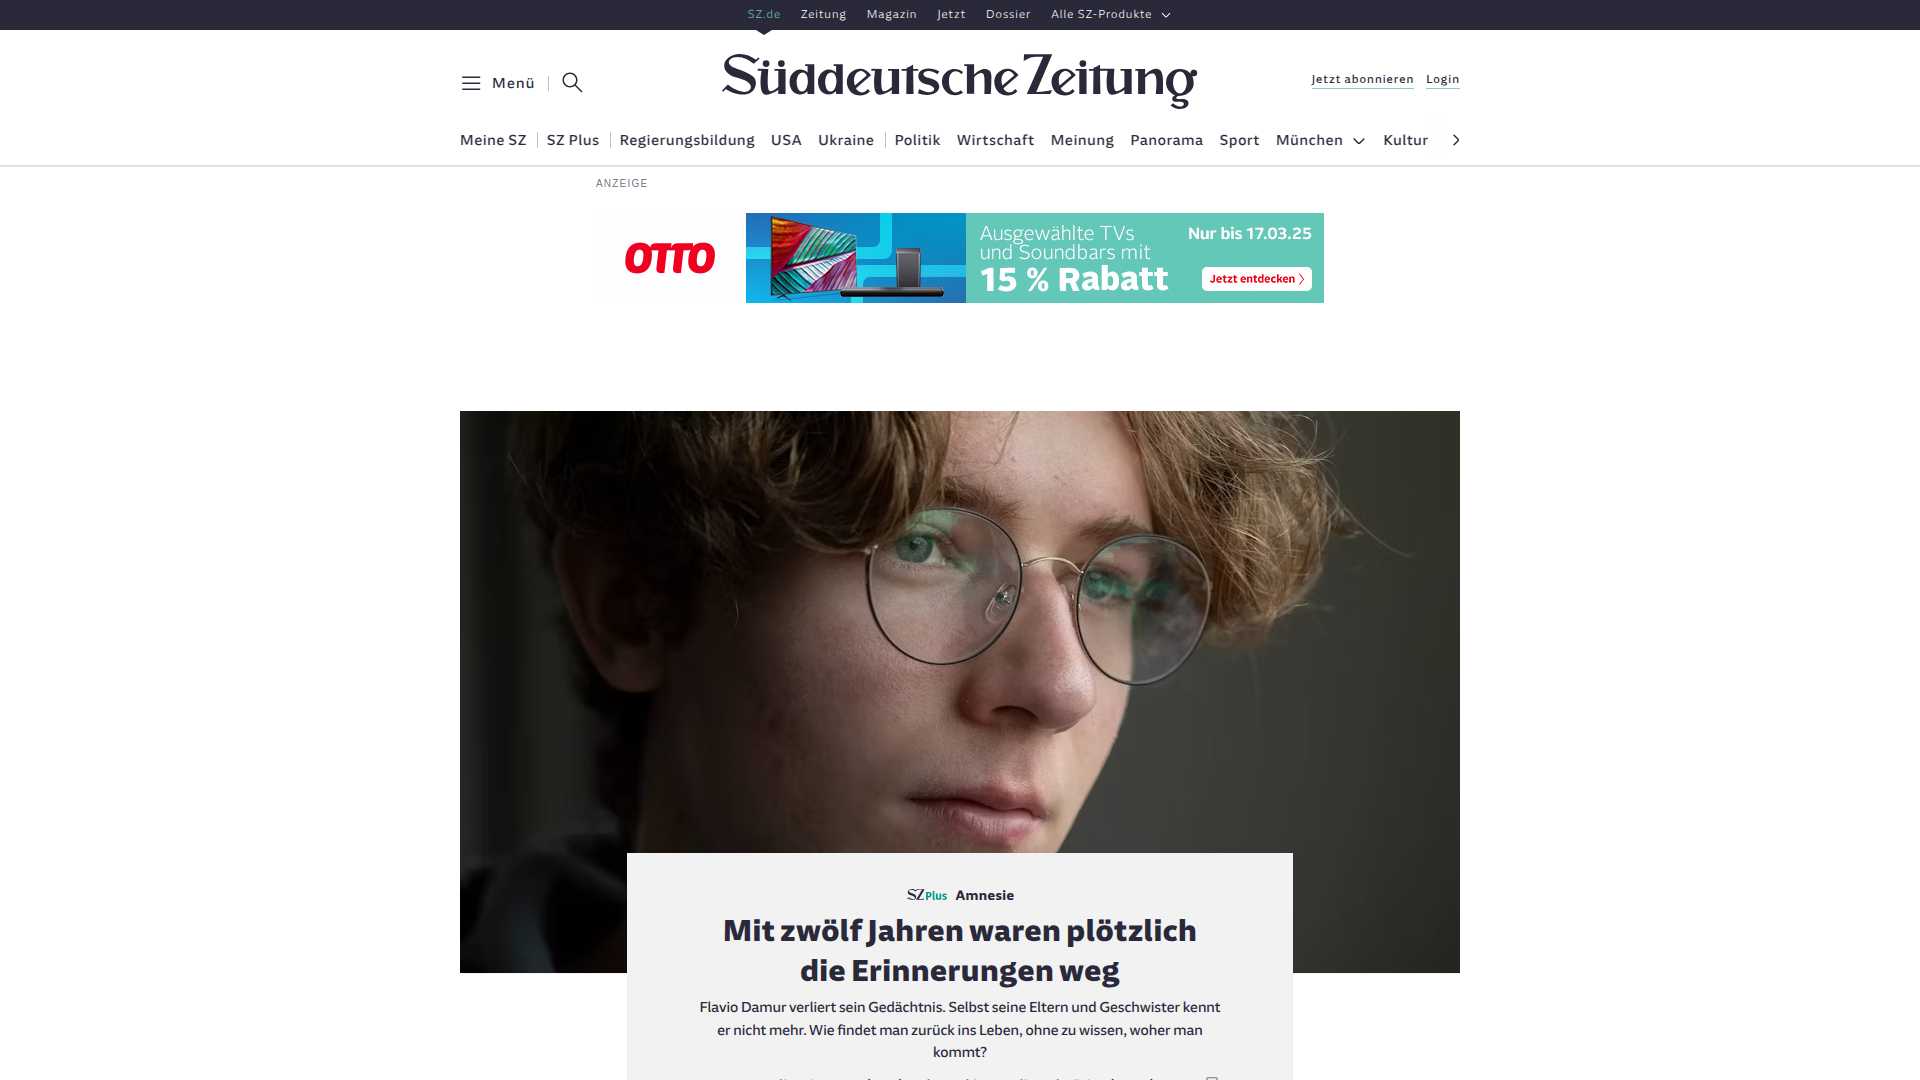 SZ.de Zeitung Magazin Jetzt Dossier Alle SZ-Produkte
Menü
Süddeutsche Zeitung
Jetzt abonnieren Login
Meine SZ SZ Plus Regierungsbildung USA Ukraine Politik Wirtschaft Meinung Panorama Sport München Kultur
ANZEIGE
OTTO
Ausgewählte TVs
und Soundbars mit
15 % Rabatt
Nur bis 17.03.25
Jetzt entdecken
SZ Plus Amnesie
Mit zwölf Jahren waren plötzlich
die Erinnerungen weg
Flavio Damur verliert sein Gedächtnis. Selbst seine Eltern und Geschwister kennt
er nicht mehr. Wie findet man zurück ins Leben, ohne zu wissen, woher man
kommt?